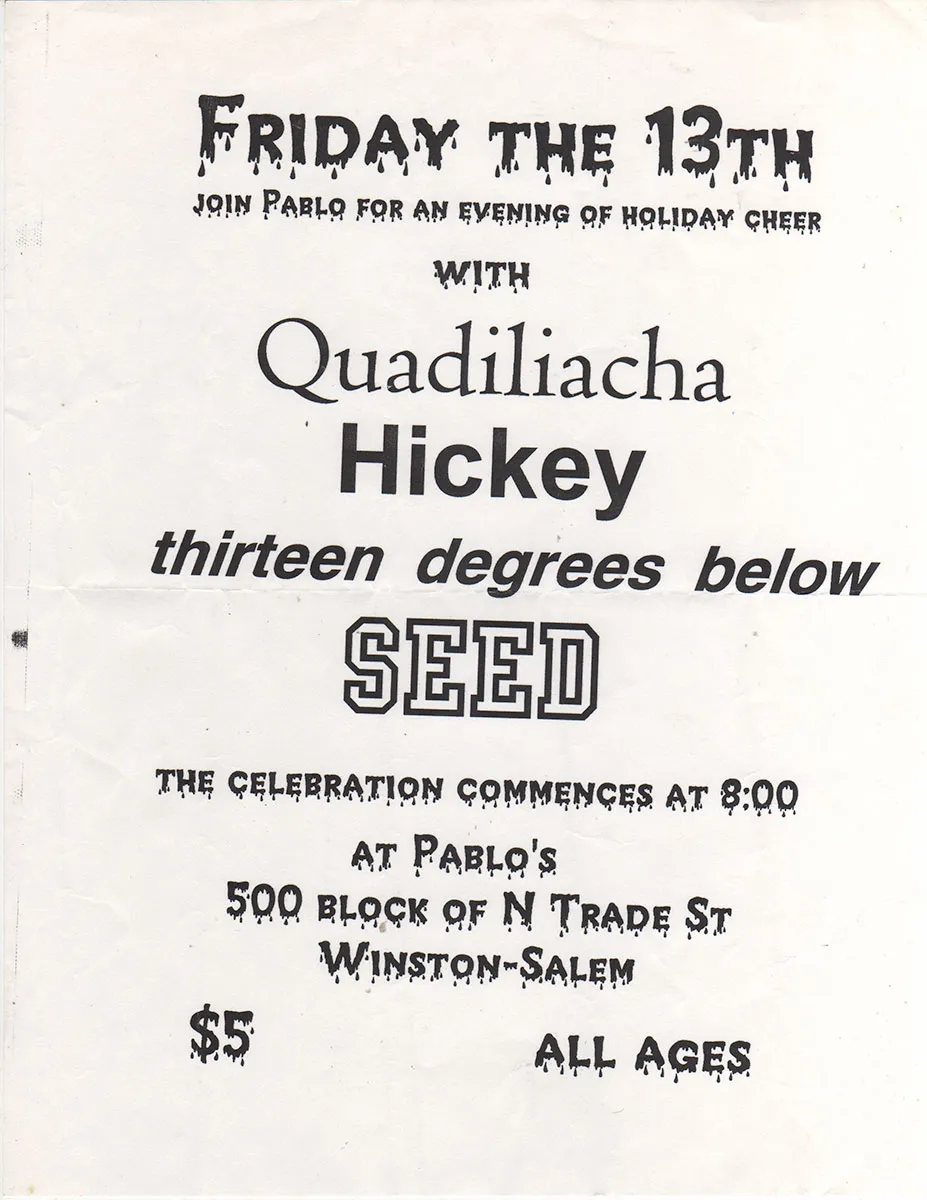 Friday the 13th
join Pablo for an evening of holiday cheer
with
Quadiliacha
Hickey
thirteen degrees below
SEED
the celebration commences at 8:00
at Pablo's
500 block of N Trade St
Winston-Salem
$5 all ages